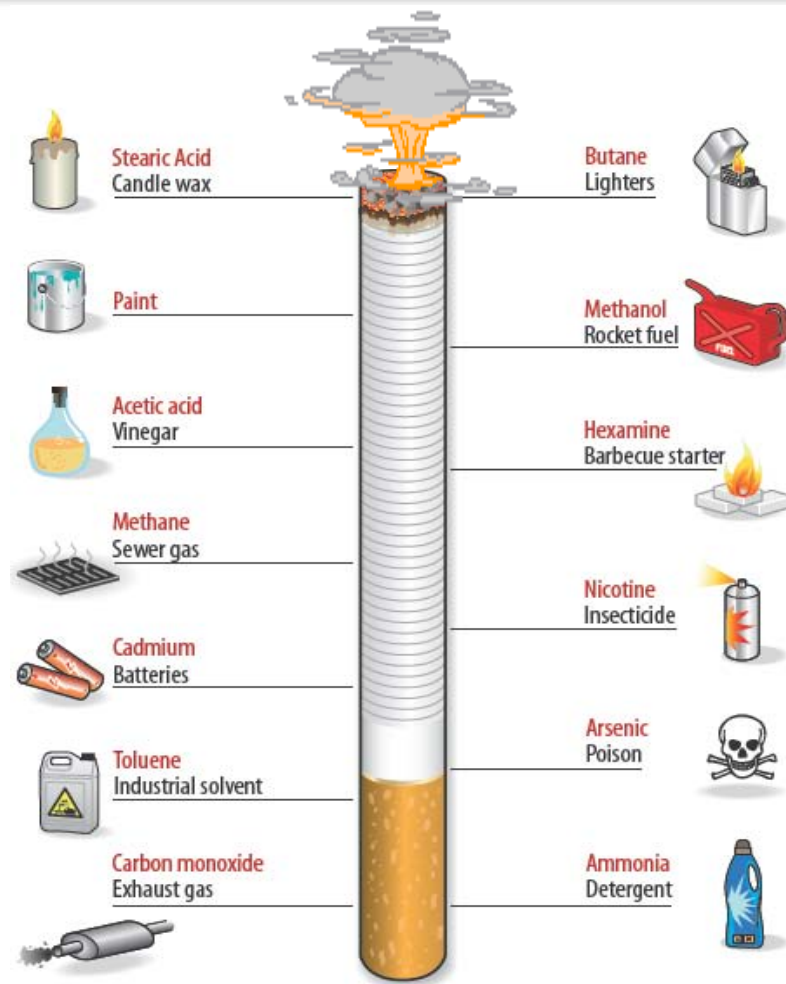 Stearic Acid
Candle wax
Paint
Acetic acid
Vinegar
Methane
Sewer gas
Cadmium
Batteries
Toluene
Industrial solvent
Carbon monoxide
Exhaust gas
Butane
Lighters
Methanol
Rocket fuel
FUEL
Hexamine
Barbecue starter
Nicotine
Insecticide
Arsenic
Poison
Ammonia
Detergent